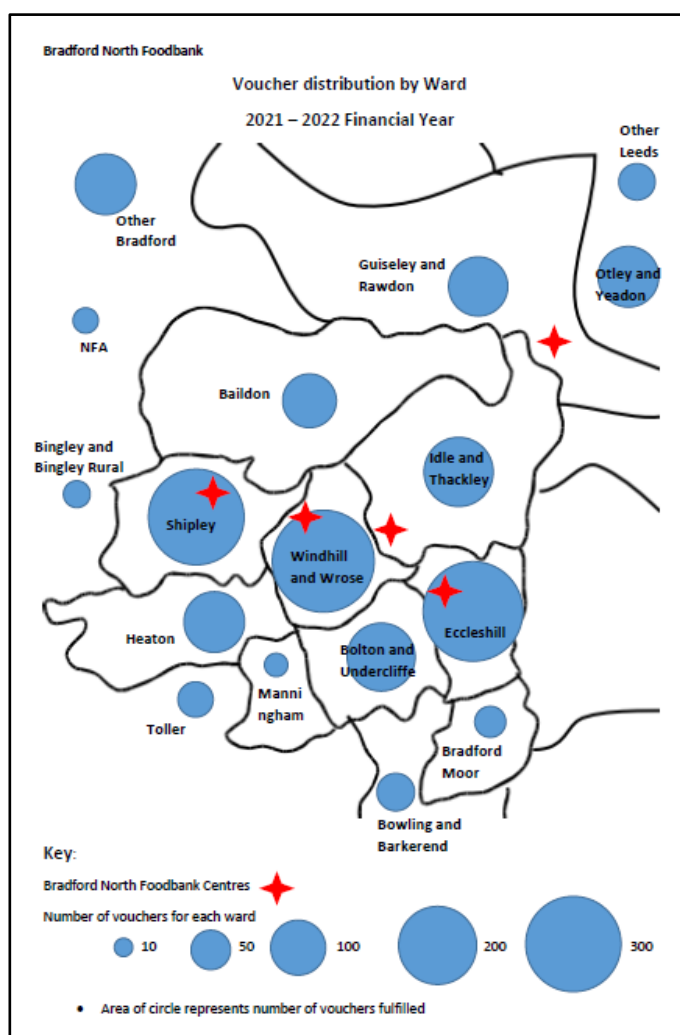 Bradford North Foodbank
Voucher distribution by Ward
2021 – 2022 Financial Year
Other
Leeds
Other
Bradford
Guiseley and
Rawdon
Otley and
Yeadon
NFA
Baildon
Bingley and
Bingley Rural
Idle and
Thackley
Shipley
Windhill
and Wrose
Eccleshill
Heaton
Bolton and
Undercliffe
Manni
ngham
Toller
Bradford
Moor
Bowling and
Barkerend
Key:
Bradford North Foodbank Centres
Number of vouchers for each ward
10 50 100 200 300
• Area of circle represents number of vouchers fulfilled